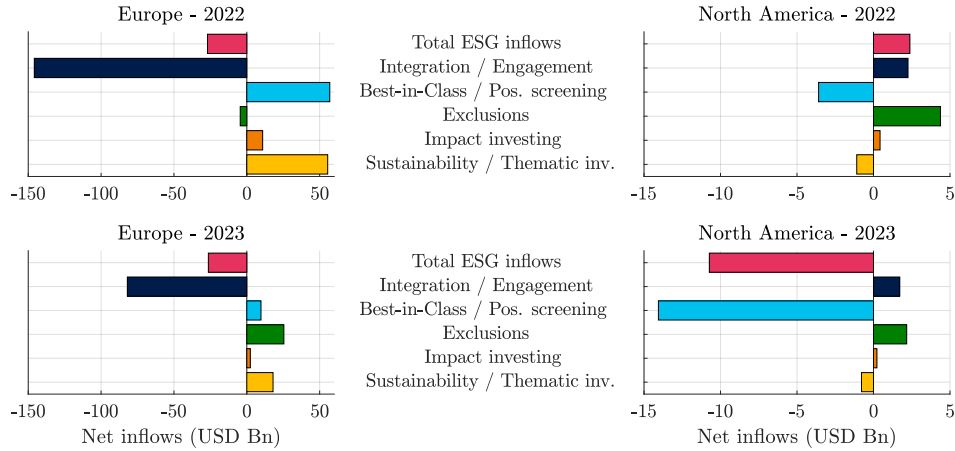 Europe - 2022
North America - 2022
Total ESG inflows
Integration / Engagement
Best-in-Class / Pos. screening
Exclusions
Impact investing
Sustainability / Thematic inv.
-150 -100 -50 0 50
-15 -10 -5 0 5
Europe - 2023
North America - 2023
Total ESG inflows
Integration / Engagement
Best-in-Class / Pos. screening
Exclusions
Impact investing
Sustainability / Thematic inv.
-150 -100 -50 0 50
-15 -10 -5 0 5
Net inflows (USD Bn)
Net inflows (USD Bn)